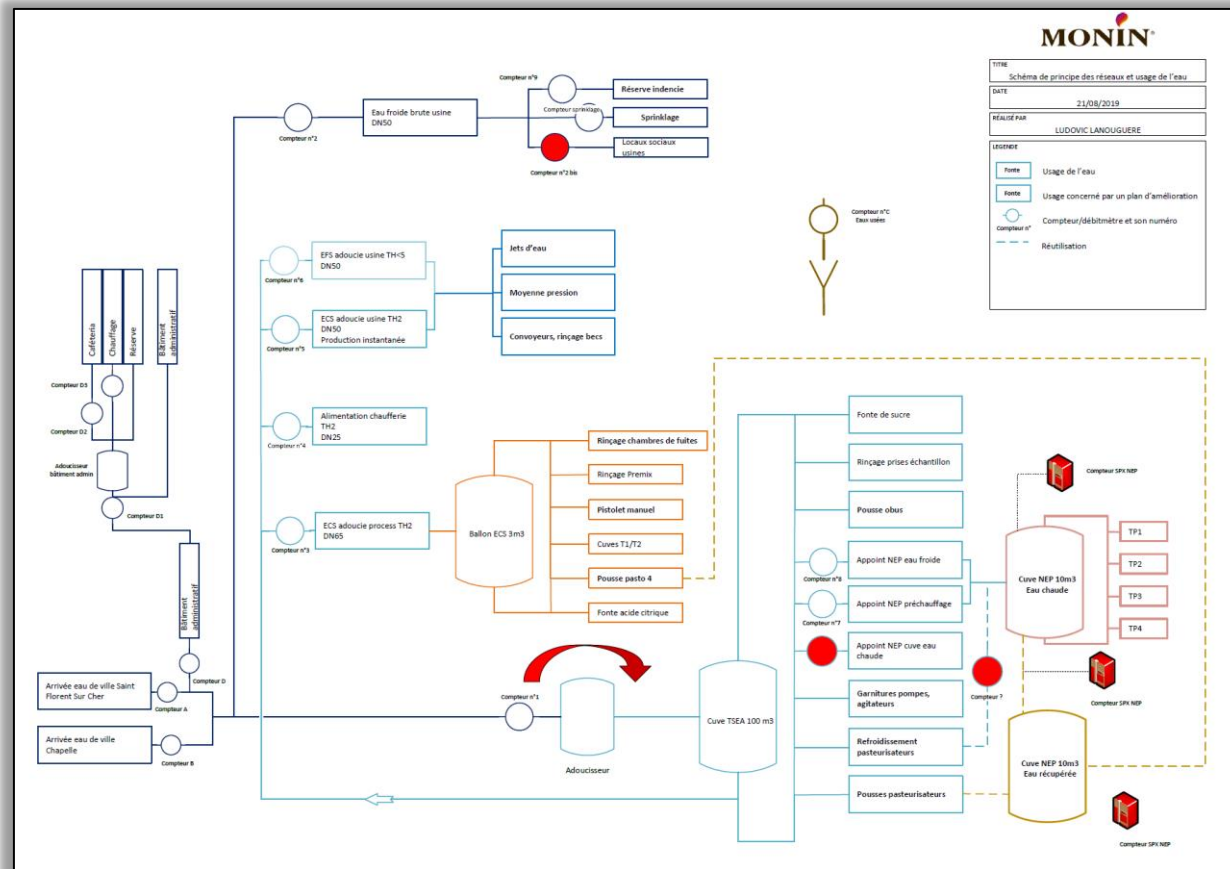 MONIN
TITRE
Schéma de principe des réseaux et usage de l'eau
DATE
21/08/2019
RÉALISÉ PAR
LUDOVIC LANOUGUERE
LEGENDE
Fonte
Usage de l'eau
Fonte
Usage concerné par un plan d'amélioration
Compteur/débitmètre et son numéro
Compteur n°
Réutilisation
Compteur n°9
Réserve indencie
Compteur sprinklage
Sprinklage
Eau froide brute usine
DN50
Compteur n°2
Locaux sociaux
usines
Compteur n°2 bis
Compteur n°C
Eaux usées
EFS adoucie usine TH<5
DN50
Compteur n°6
ECS adoucie usine TH2
DN50
Production instantanée
Compteur n°5
Jets d'eau
Moyenne pression
Convoyeurs, rinçage becs
Cafétéria
Chauffage
Réserve
Bâtiment
administratif
Compteur D3
Compteur D2
Adoucisseur
bâtiment admin
Compteur D1
Alimentation chaufferie
TH2
DN25
Compteur n°4
ECS adoucie process TH2
DN65
Compteur n°3
Ballon ECS 3m3
Rinçage chambres de fuites
Rinçage Premix
Pistolet manuel
Cuves T1/T2
Pousse pasto 4
Fonte acide citrique
Fonte de sucre
Rinçage prises échantillon
Pousse obus
Appoint NEP eau froide
Compteur n°8
Appoint NEP préchauffage
Compteur n°7
Appoint NEP cuve eau
chaude
Garnitures pompes,
agitateurs
Refroidissement
pasteurisateurs
Pousses pasteurisateurs
Compteur SPX NEP
Cuve NEP 10m3
Eau chaude
TP1
TP2
TP3
TP4
Compteur ?
Compteur SPX NEP
Cuve NEP 10m3
Eau récupérée
Compteur SPX NEP
Bâtiment
administratif
Compteur D
Arrivée eau de ville Saint
Florent Sur Cher
Compteur A
Arrivée eau de ville
Chapelle
Compteur B
Compteur n°1
Adoucisseur
Cuve TSEA 100 m3